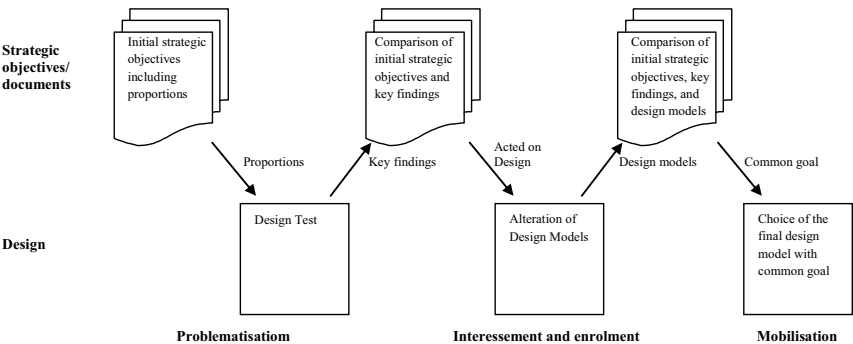 Strategic
objectives/
documents
Initial strategic
objectives
including
proportions
Comparison of
initial strategic
objectives and
key findings
Comparison of
initial strategic
objectives, key
findings, and
design models
Proportions
Key findings
Acted on
Design
Design models
Common goal
Design
Design Test
Alteration of
Design Models
Choice of the
final design
model with
common goal
Problematisatiom
Interessement and enrolment
Mobilisation